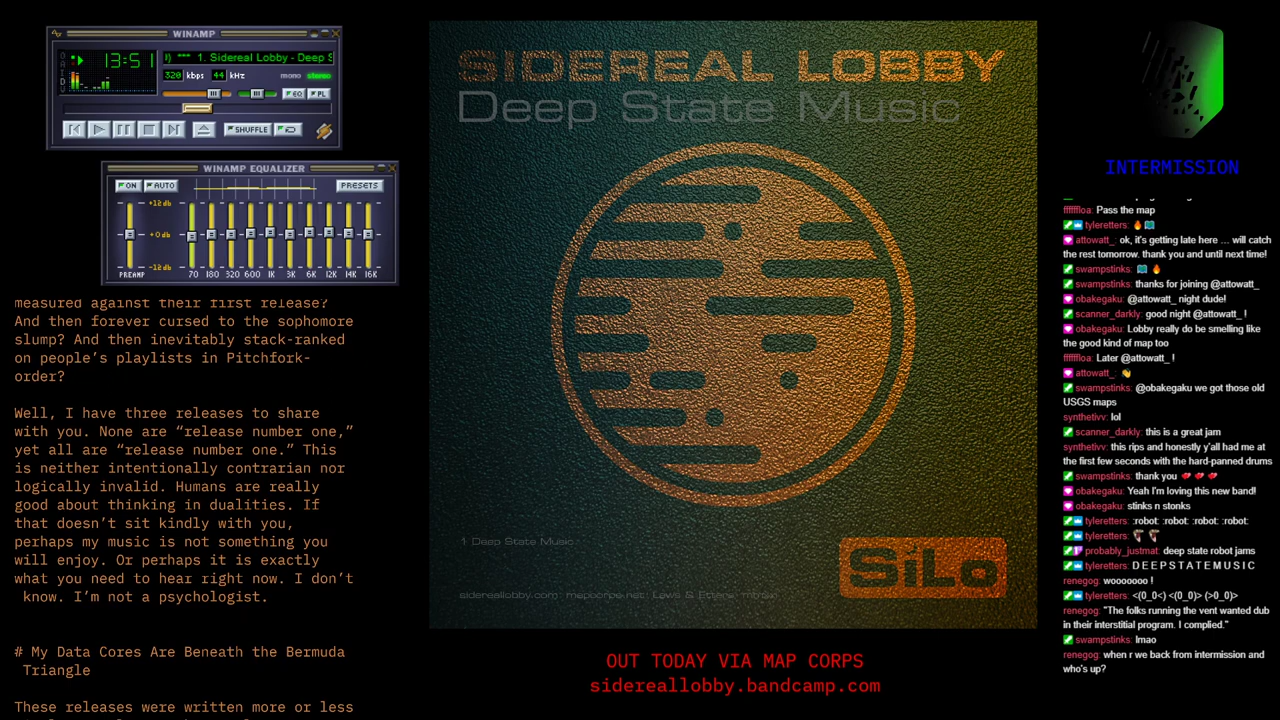 WINAMP
13:51
*** 1. Sidereal Lobby - Deep S
320 kbps 44 kHz mono stereo
EQ PL
SHUFFLE
WINAMP EQUALIZER
ON AUTO PRESETS
+12db
+0db
-12db
PREAMP 70 180 320 600 1K 3K 6K 12K 14K 16K
measured against their first release?
And then forever cursed to the sophomore
slump? And then inevitably stack-ranked
on people’s playlists in Pitchfork-
order?
Well, I have three releases to share
with you. None are “release number one,”
yet all are “release number one.” This
is neither intentionally contrarian nor
logically invalid. Humans are really
good about thinking in dualities. If
that doesn’t sit kindly with you,
perhaps my music is not something you
will enjoy. Or perhaps it is exactly
what you need to hear right now. I don’t
know. I’m not a psychologist.
# My Data Cores Are Beneath the Bermuda
Triangle
These releases were written more or less
SIDEREAL LOBBY
Deep State Music
1 Deep State Music
SiLo
sidereallobby.com
OUT TODAY VIA MAP CORPS
sidereallobby.bandcamp.com
INTERMISSION
ffffffloa: Pass the map
tyleretters: 🔥🗺️
attowatt_: ok, it's getting late here … will catch
the rest tomorrow. thank you and until next time!
swampstinks: 🗺️ 🔥
swampstinks: thanks for joining @attowatt_
obakegaku: @attowatt_ night dude!
scanner_darkly: good night @attowatt_ !
obakegaku: Lobby really do be smelling like
the good kind of map too
ffffffloa: Later @attowatt_ !
attowatt_: 👋
swampstinks: @obakegaku we got those old
USGS maps
synthetivv: lol
scanner_darkly: this is a great jam
synthetivv: this rips and honestly y'all had me at
the first few seconds with the hard-panned drums
swampstinks: thank you
obakegaku: Yeah I'm loving this new band!
obakegaku: stinks n stonks
tyleretters: :robot: :robot: :robot: :robot:
tyleretters:
probably_justmat: deep state robot jams
tyleretters: D E E P S T A T E M U S I C
renegog: wooooooo !
tyleretters: <(0_0<) <(0_0)> (>0_0)>
renegog: "The folks running the vent wanted dub
in their interstitial program. I complied."
swampstinks: lmao
renegog: when r we back from intermission and
who's up?